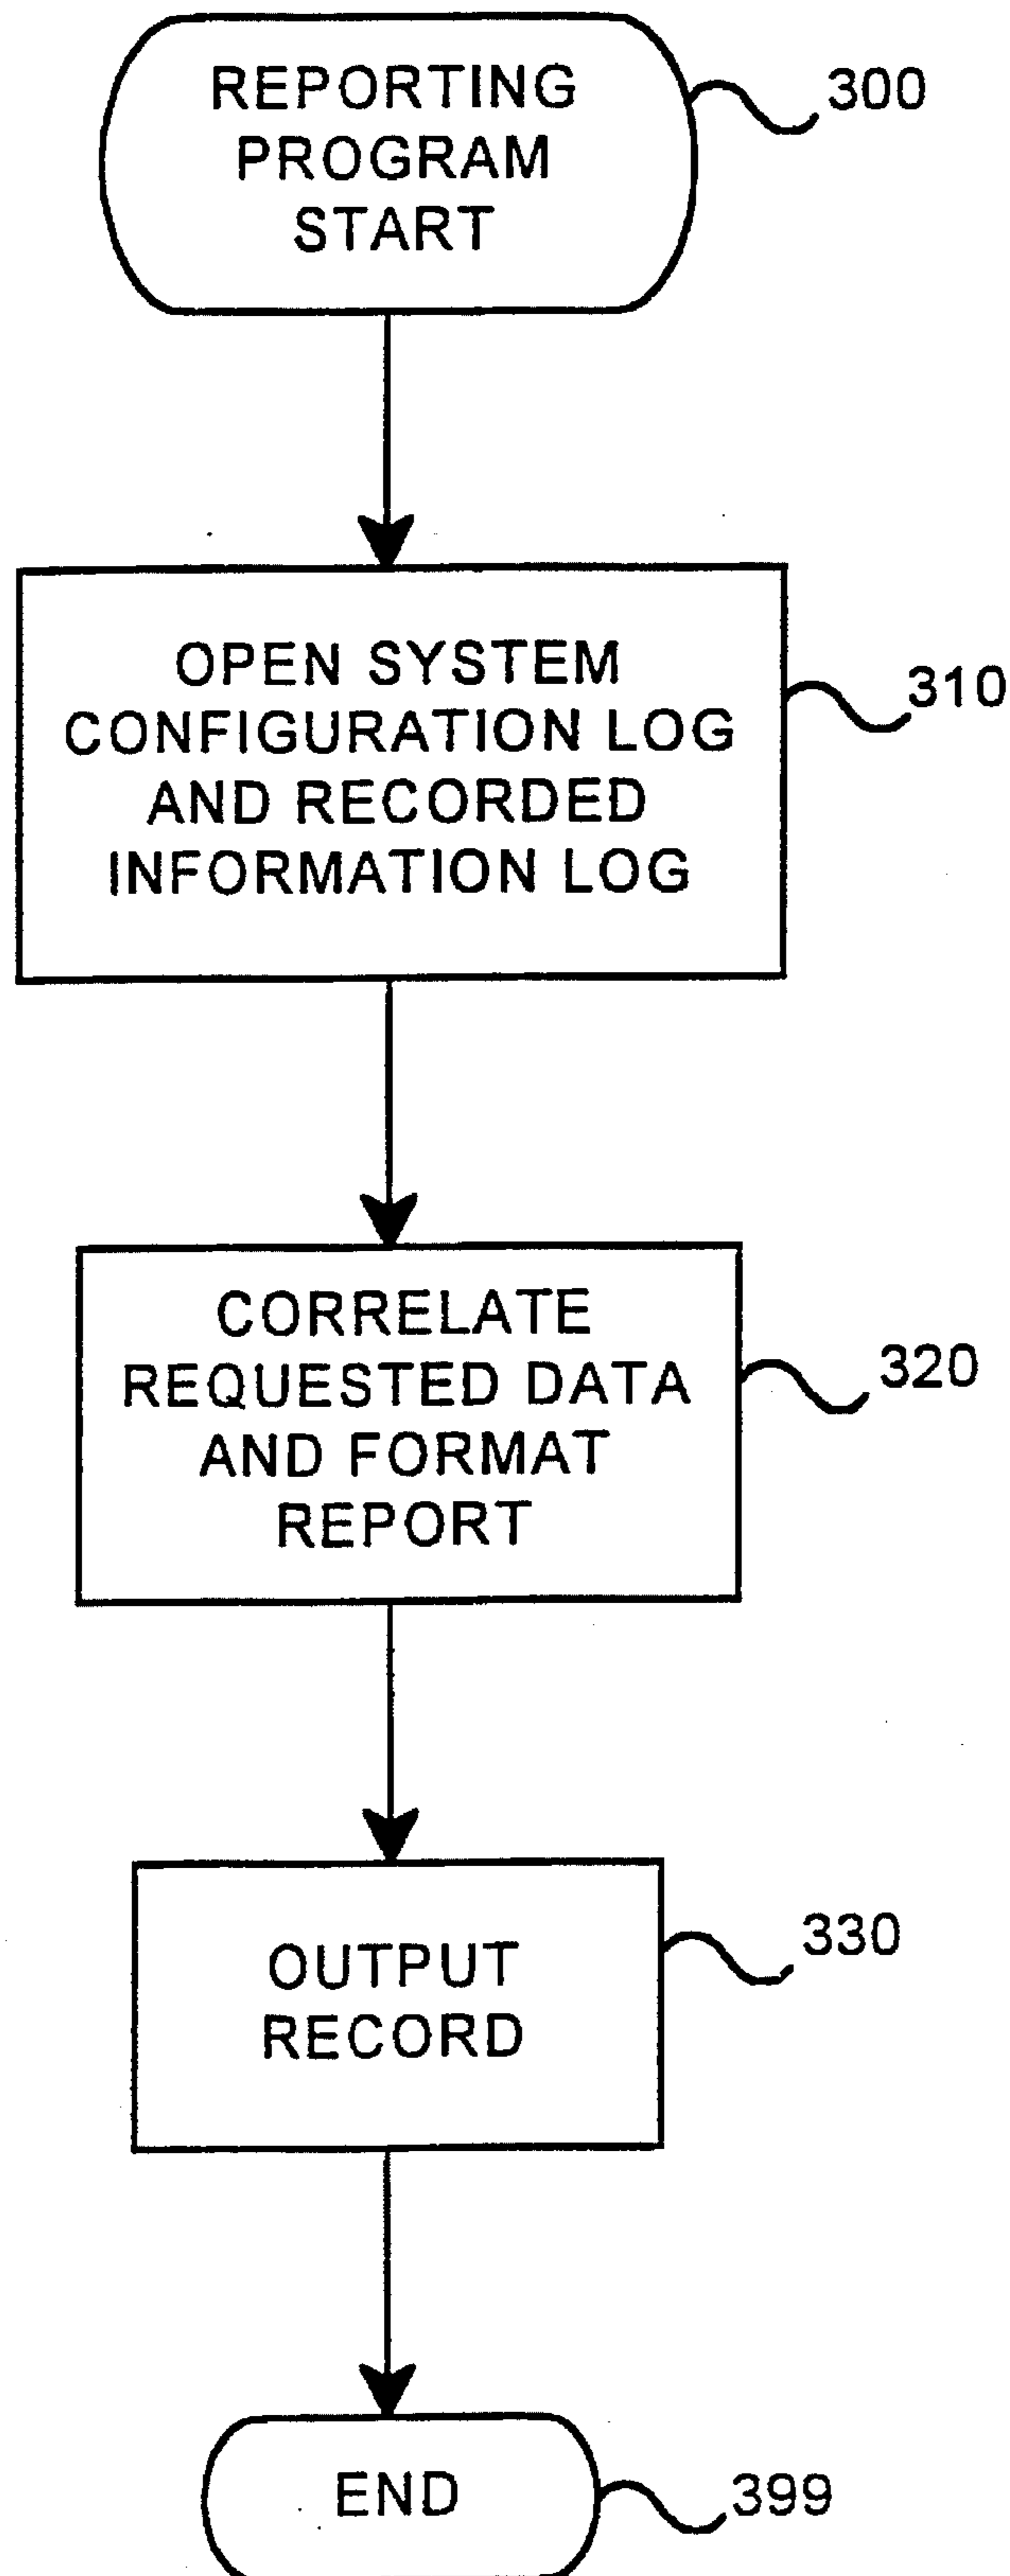 REPORTING
PROGRAM
START
300
OPEN SYSTEM
CONFIGURATION LOG
AND RECORDED
INFORMATION LOG
310
CORRELATE
REQUESTED DATA
AND FORMAT
REPORT
320
OUTPUT
RECORD
330
END
399